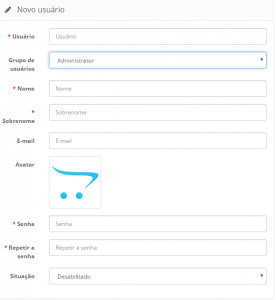 Novo usuário
* Usuário
Usuário
Grupo de
usuários
Administrator
* Nome
Nome
*
Sobrenome
Sobrenome
E-mail
E-mail
Avatar
* Senha
Senha
* Repetir a
senha
Repetir a senha
Situação
Desabilitado